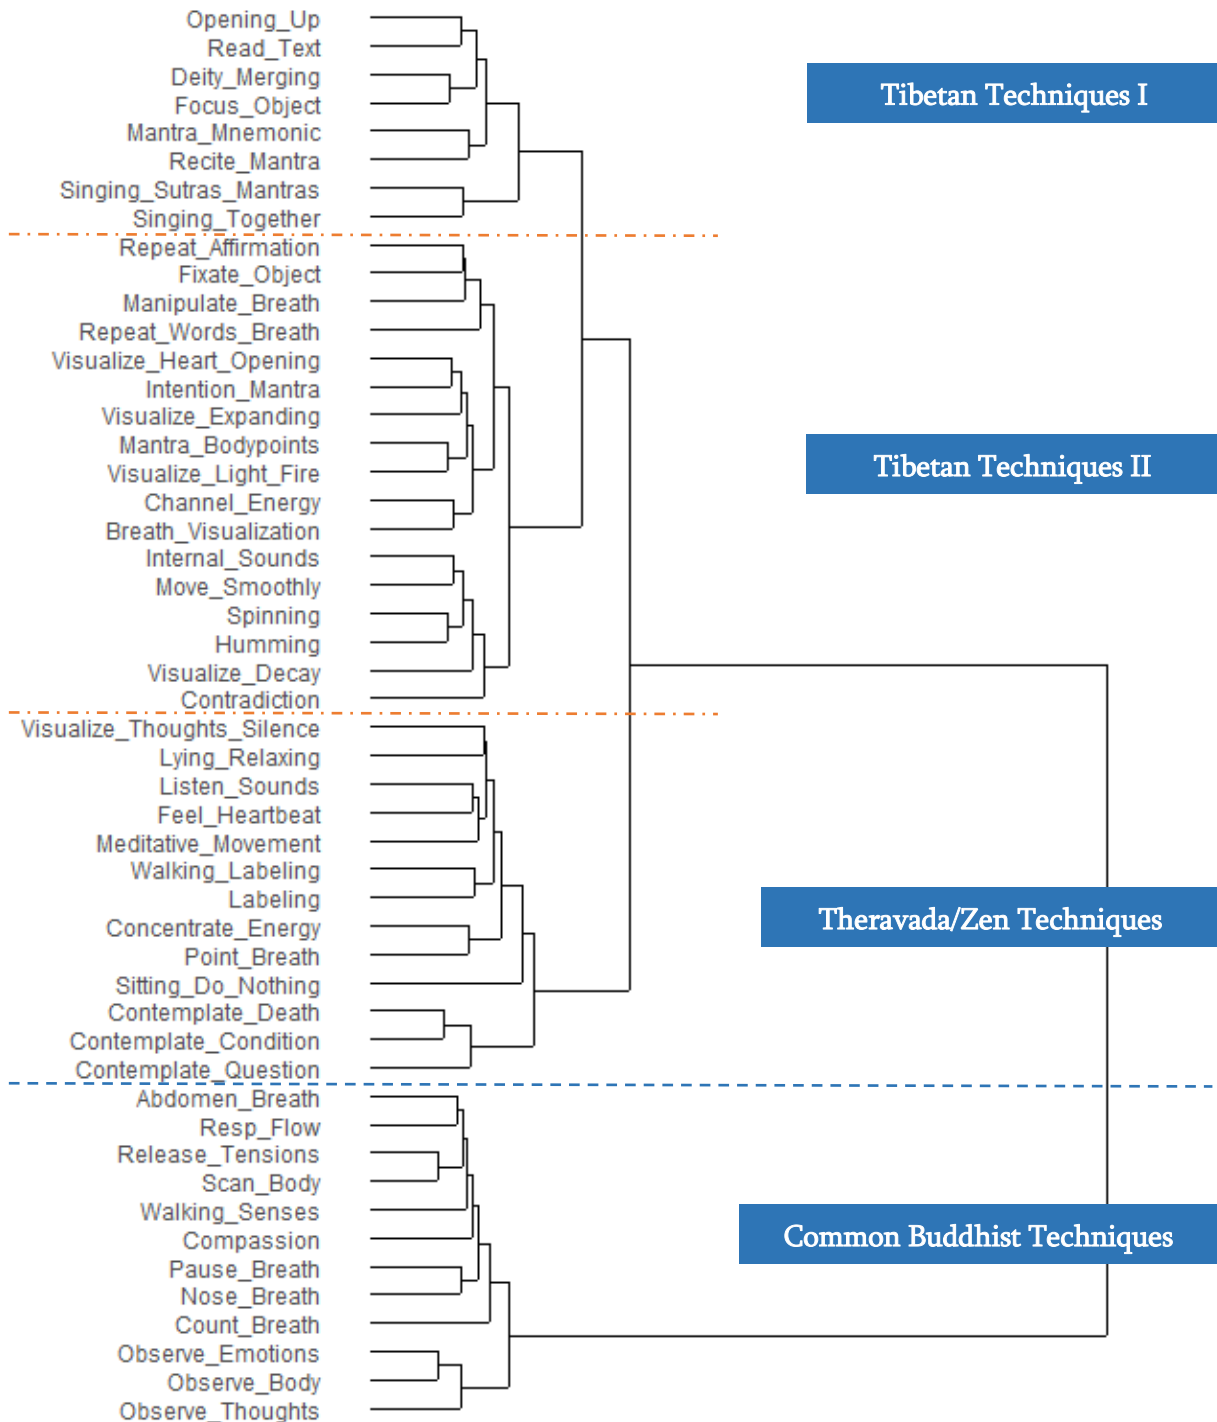 Opening_Up
Read_Text
Deity_Merging
Focus_Object
Mantra_Mnemonic
Recite_Mantra
Singing_Sutras_Mantras
Singing_Together
Tibetan Techniques I
Repeat_Affirmation
Fixate_Object
Manipulate_Breath
Repeat_Words_Breath
Visualize_Heart_Opening
Intention_Mantra
Visualize_Expanding
Mantra_Bodypoints
Visualize_Light_Fire
Channel_Energy
Breath_Visualization
Internal_Sounds
Move_Smoothly
Spinning
Humming
Visualize_Decay
Contradiction
Tibetan Techniques II
Visualize_Thoughts_Silence
Lying_Relaxing
Listen_Sounds
Feel_Heartbeat
Meditative_Movement
Walking_Labeling
Labeling
Concentrate_Energy
Point_Breath
Sitting_Do_Nothing
Contemplate_Death
Contemplate_Condition
Contemplate_Question
Theravada/Zen Techniques
Abdomen_Breath
Resp_Flow
Release_Tensions
Scan_Body
Walking_Senses
Compassion
Pause_Breath
Nose_Breath
Count_Breath
Observe_Emotions
Observe_Body
Observe_Thoughts
Common Buddhist Techniques